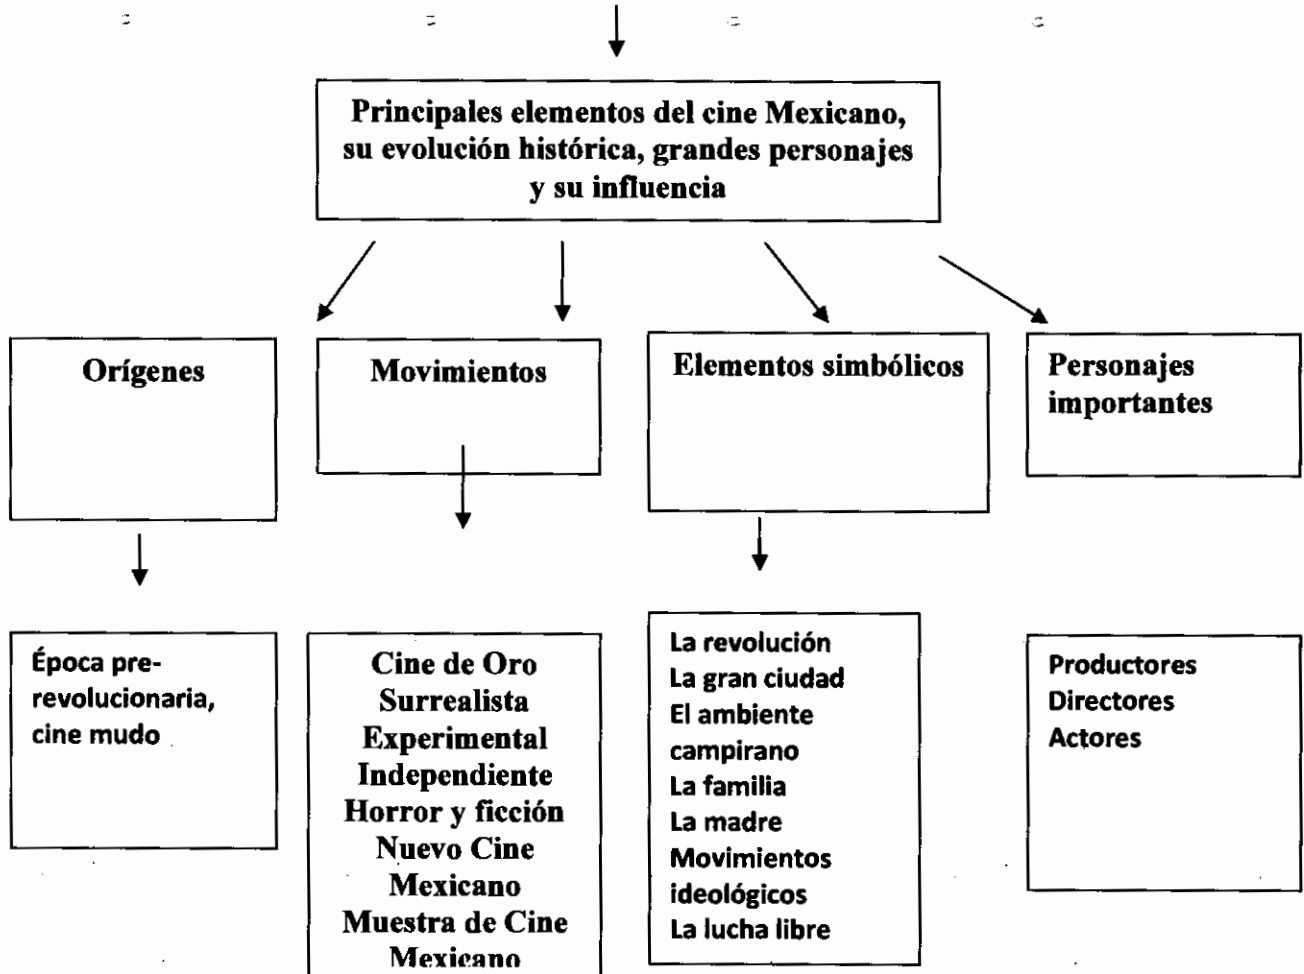 Principales elementos del cine Mexicano,
su evolución histórica, grandes personajes
y su influencia
Orígenes
Movimientos
Elementos simbólicos
Personajes
importantes
Época pre-
revolucionaria,
cine mudo
Cine de Oro
Surrealista
Experimental
Independiente
Horror y ficción
Nuevo Cine
Mexicano
Muestra de Cine
Mexicano
La revolución
La gran ciudad
El ambiente
campirano
La familia
La madre
Movimientos
ideológicos
La lucha libre
Productores
Directores
Actores